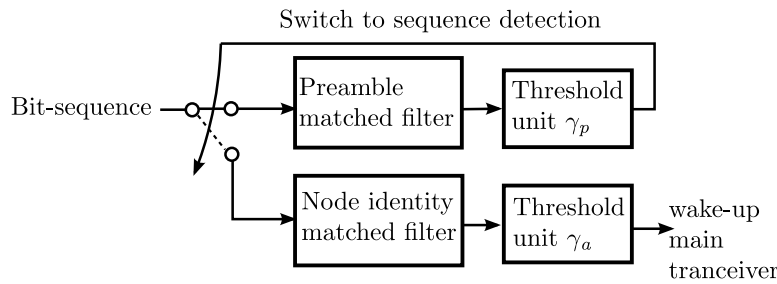 Switch to sequence detection
Bit-sequence
Preamble
matched filter
Threshold
unit γp
Node identity
matched filter
Threshold
unit γa
wake-up
main
tranceiver